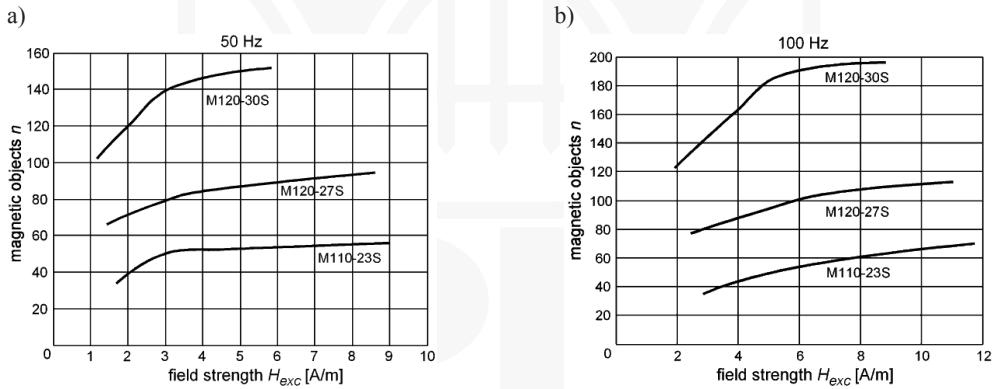 a)
50 Hz
magnetic objects n
160
140
120
100
80
60
40
20
0
M120-30S
M120-27S
M110-23S
1 2 3 4 5 6 7 8 9 10
field strength Hexc [A/m]
b)
100 Hz
magnetic objects n
200
180
160
140
120
100
80
60
40
20
0
M120-30S
M120-27S
M110-23S
2 4 6 8 10 12
field strength Hexc [A/m]